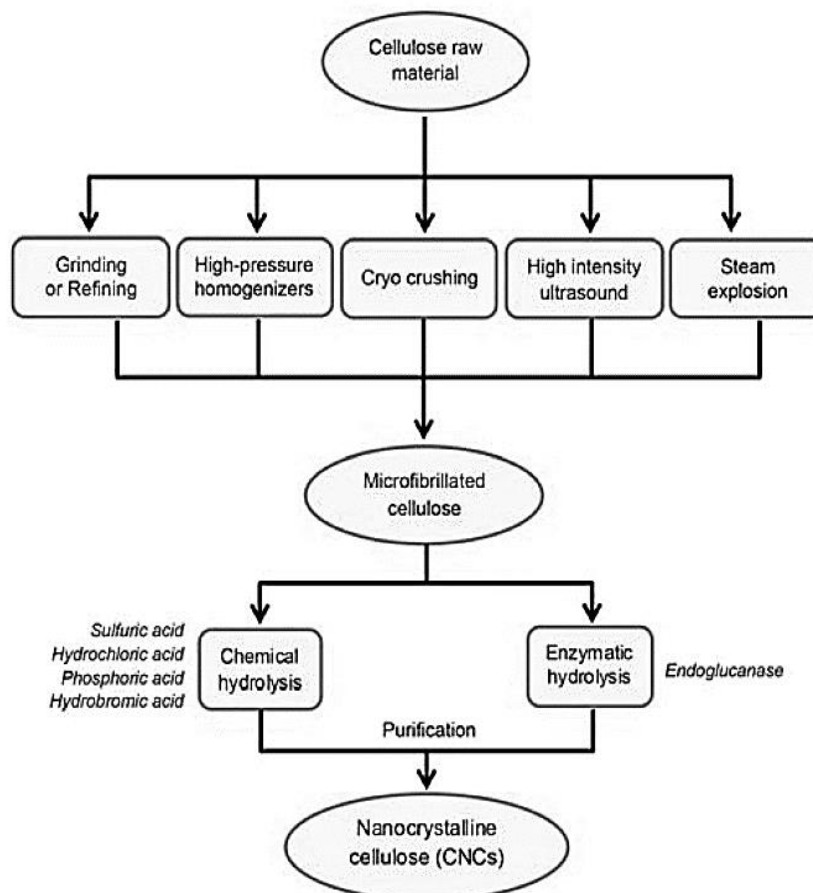 Cellulose raw
material
Grinding
or Refining
High-pressure
homogenizers
Cryo crushing
High intensity
ultrasound
Steam
explosion
Microfibrillated
cellulose
Sulfuric acid
Hydrochloric acid
Phosphoric acid
Hydrobromic acid
Chemical
hydrolysis
Enzymatic
hydrolysis
Endoglucanase
Purification
Nanocrystalline
cellulose (CNCs)